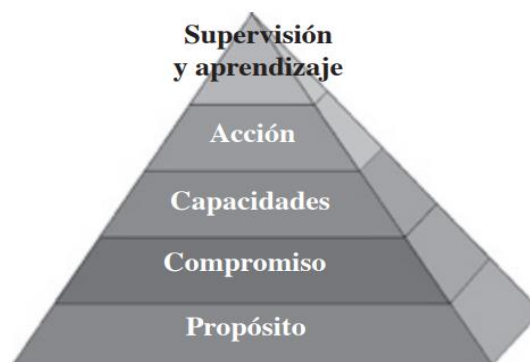 Supervisión
y aprendizaje
Acción
Capacidades
Compromiso
Propósito